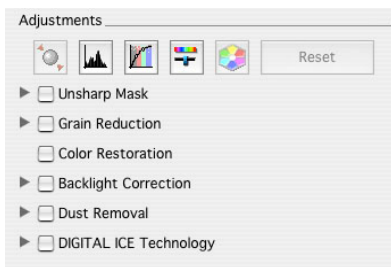 Adjustments
Reset
Unsharp Mask
Grain Reduction
Color Restoration
Backlight Correction
Dust Removal
DIGITAL ICE Technology